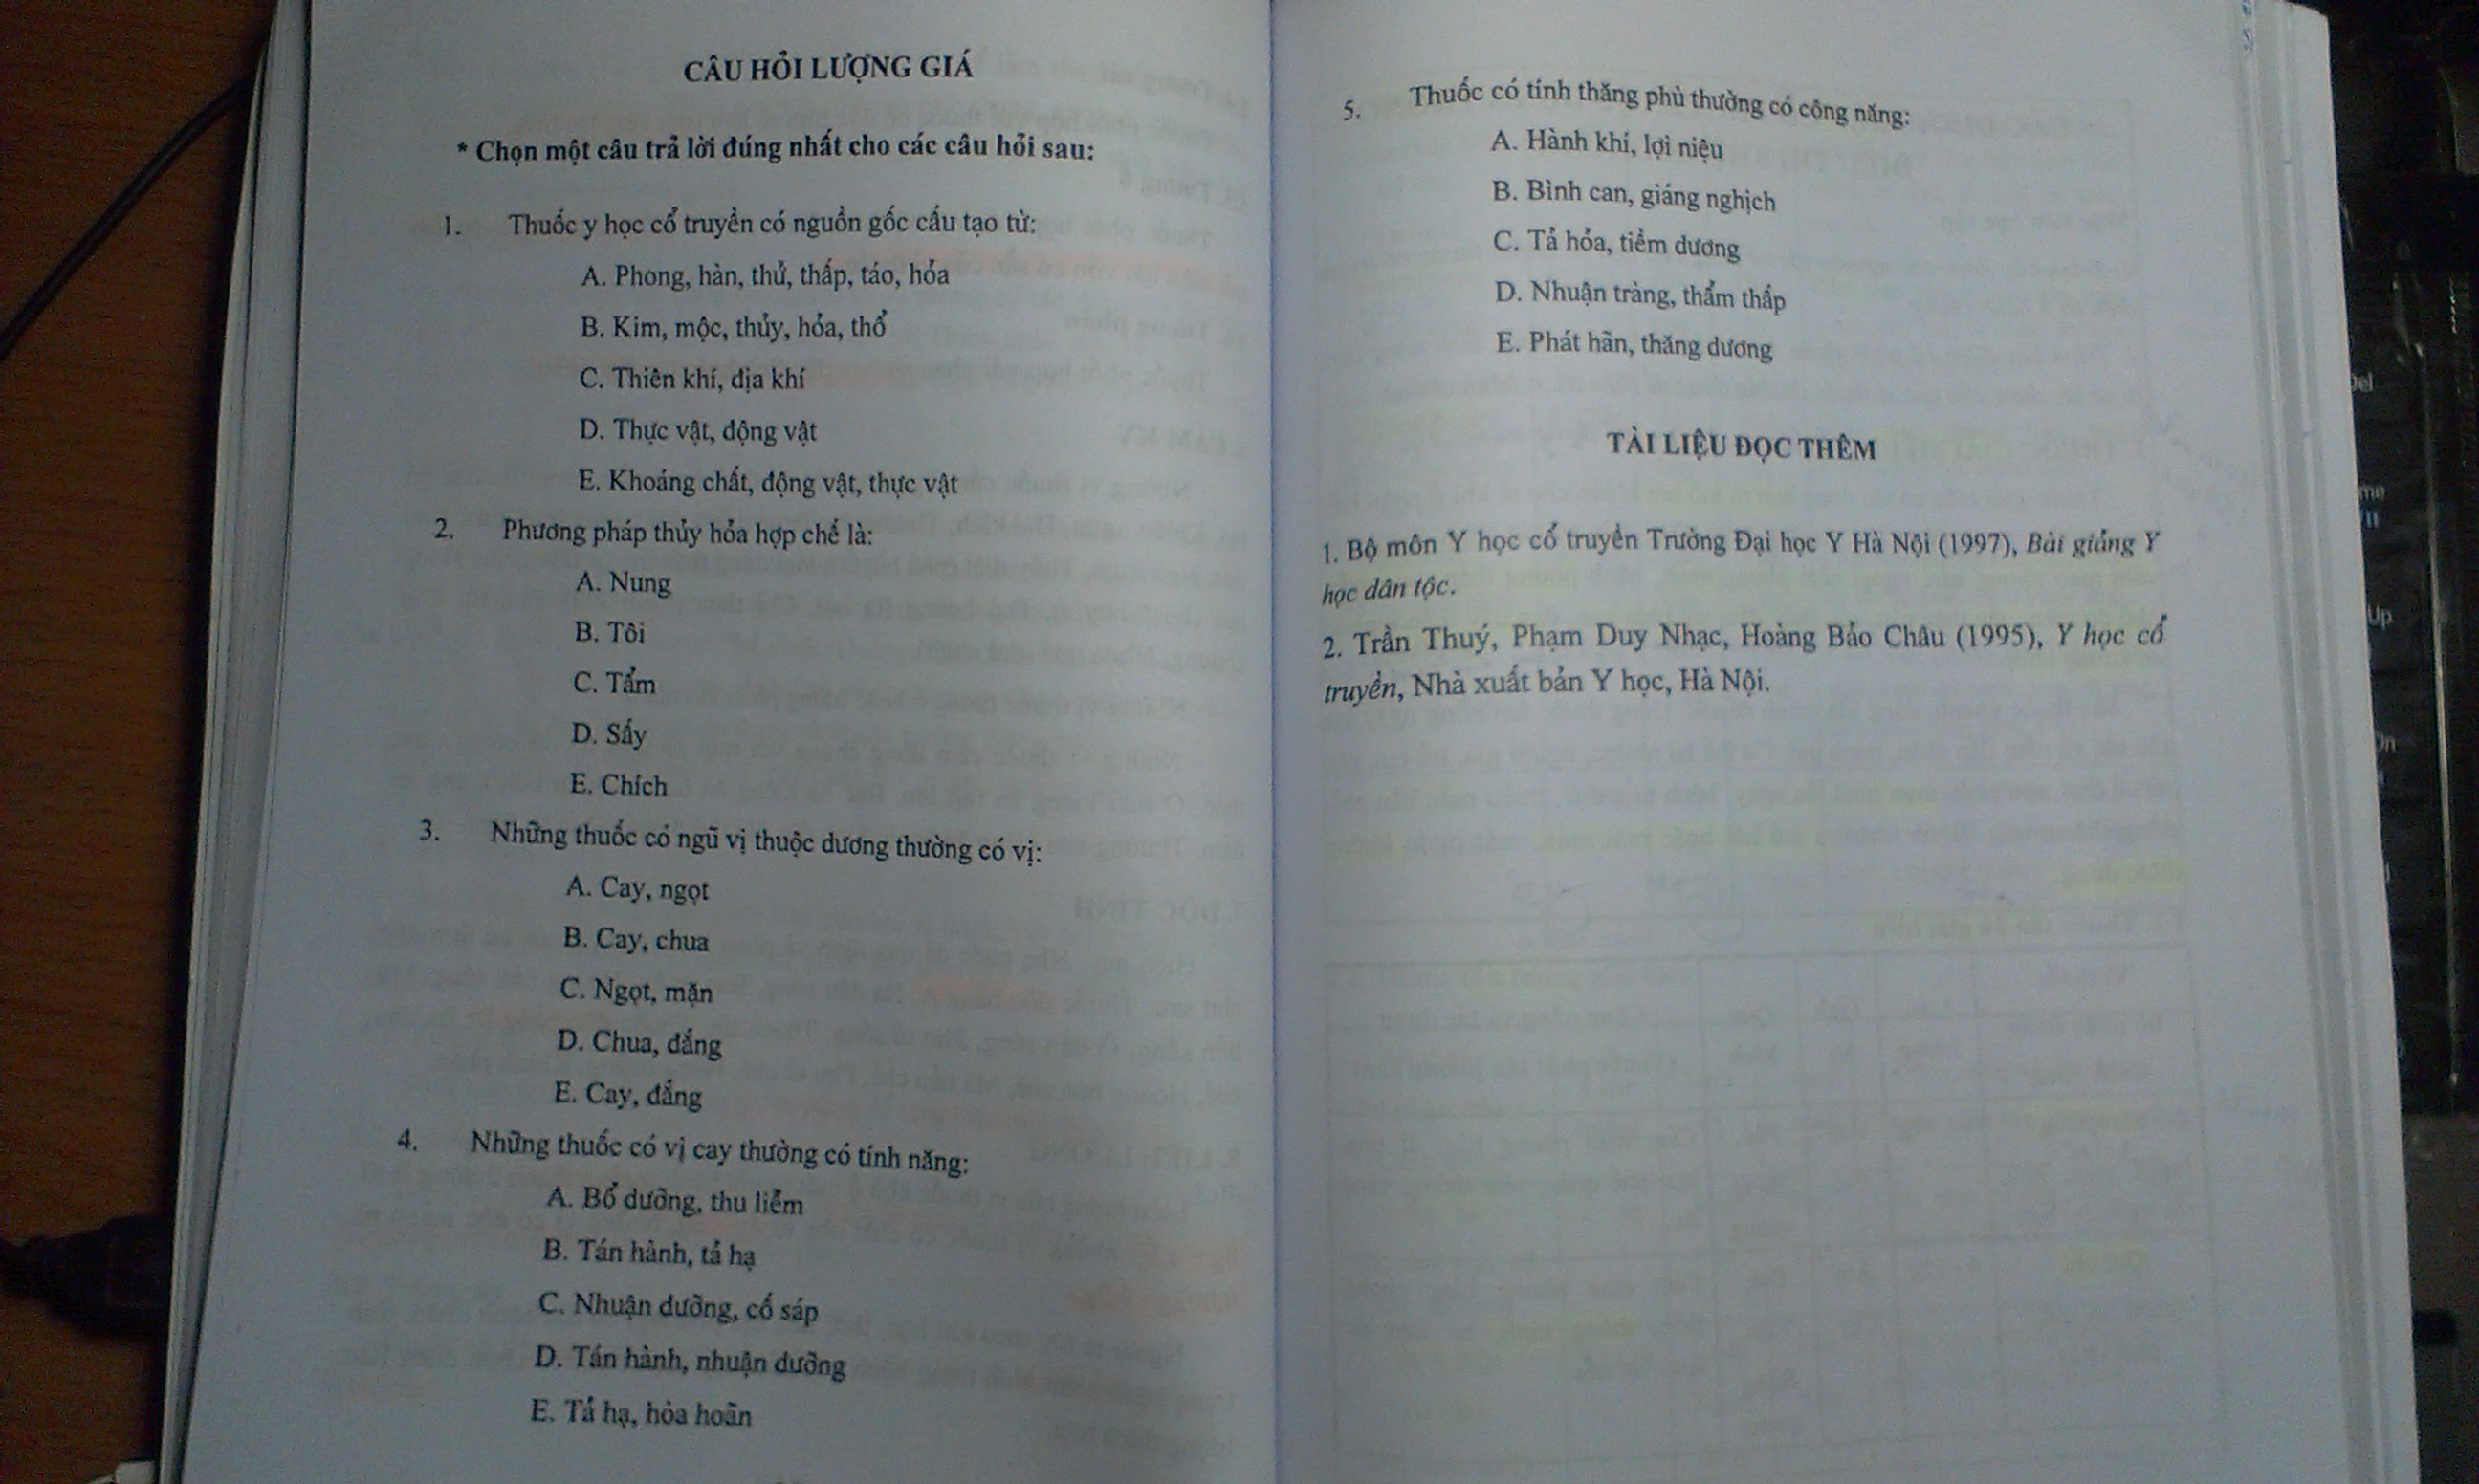 CÂU HỎI LƯỢNG GIÁ
* Chọn một câu trả lời đúng nhất cho các câu hỏi sau:
1. Thuốc y học cổ truyền có nguồn gốc cấu tạo từ:
A. Phong, hàn, thử, thấp, táo, hỏa
B. Kim, mộc, thủy, hỏa, thổ
C. Thiên khí, địa khí
D. Thực vật, động vật
E. Khoáng chất, động vật, thực vật
2. Phương pháp thủy hỏa hợp chế là:
A. Nung
B. Tôi
C. Tẩm
D. Sấy
E. Chích
3. Những thuốc có ngũ vị thuộc dương thường có vị:
A. Cay, ngọt
B. Cay, chua
C. Ngọt, mặn
D. Chua, đắng
E. Cay, đắng
4. Những thuốc có vị cay thường có tính năng:
A. Bổ dưỡng, thu liễm
B. Tán hành, tả hạ
C. Nhuận dưỡng, cố sáp
D. Tán hành, nhuận dưỡng
E. Tả hạ, hòa hoãn
5. Thuốc có tính thăng phù thường có công năng:
A. Hành khí, lợi niệu
B. Bình can, giáng nghịch
C. Tả hỏa, tiềm dương
D. Nhuận tràng, thẩm thấp
E. Phát hãn, thăng dương
TÀI LIỆU ĐỌC THÊM
1. Bộ môn Y học cổ truyền Trường Đại học Y Hà Nội (1997), Bài giảng Y
học dân tộc.
2. Trần Thuý, Phạm Duy Nhạc, Hoàng Bảo Châu (1995), Y học cổ
truyền, Nhà xuất bản Y học, Hà Nội.